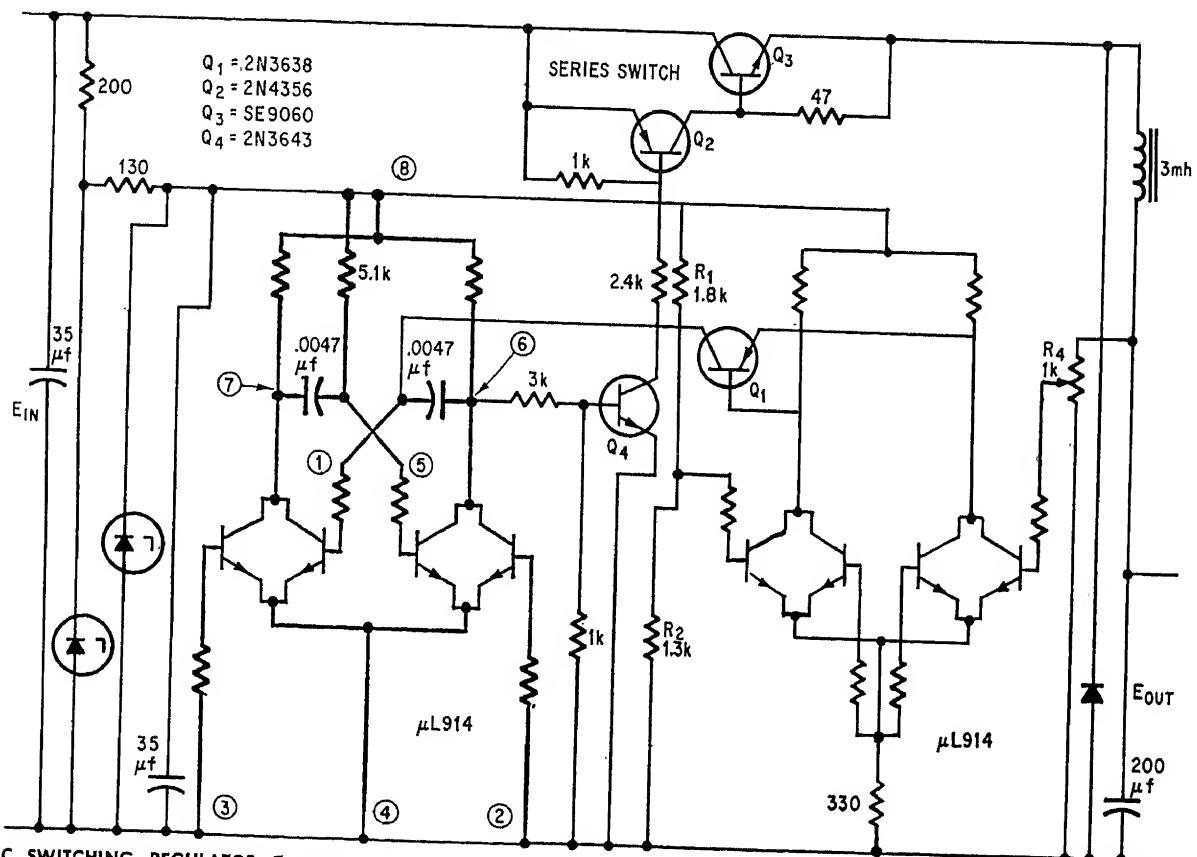 Q1 = 2N3638
Q2 = 2N4356
Q3 = SE9060
Q4 = 2N3643
SERIES SWITCH
Q3
200
47
Q2
130
8
1k
3mh
5.1k
2.4k
R1
1.8k
35
µf
.0047
µf
.0047
µf
6
R4
1k
7
3k
Q1
EIN
1
5
Q4
1k
R2
1.3k
EOUT
µL914
µL914
35
µf
200
µf
3
4
2
330
C SWITCHING REGULATOR